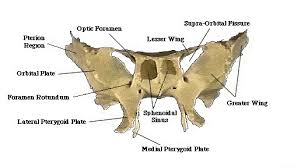 Optic Foramen
Lesser Wing
Supra-Orbital Fissure
Pterion
Region
Orbital Plate
Foramen Rotundum
Lateral Pterygoid Plate
Sphenoidal
Sinus
Greater Wing
Medial Pterygoid Plate